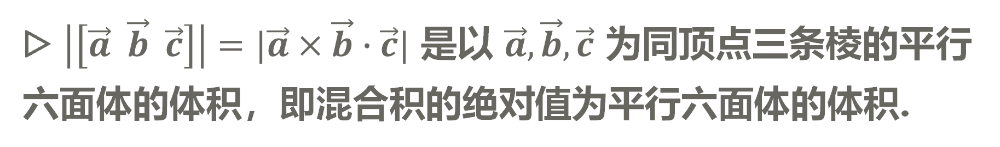 ▷ |[a⃗ b⃗ c⃗]| = |a⃗ × b⃗ · c⃗| 是以 a⃗, b⃗, c⃗ 为同顶点三条棱的平行
六面体的体积，即混合积的绝对值为平行六面体的体积.